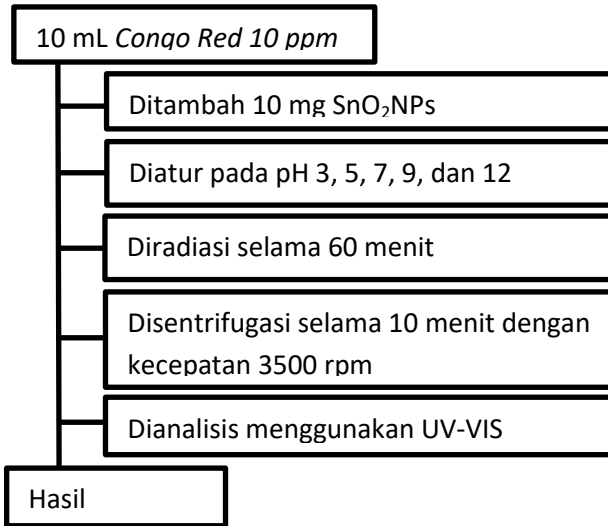 10 mL Congo Red 10 ppm
Ditambah 10 mg SnO₂NPs
Diatur pada pH 3, 5, 7, 9, dan 12
Diradiasi selama 60 menit
Disentrifugasi selama 10 menit dengan
kecepatan 3500 rpm
Dianalisis menggunakan UV-VIS
Hasil